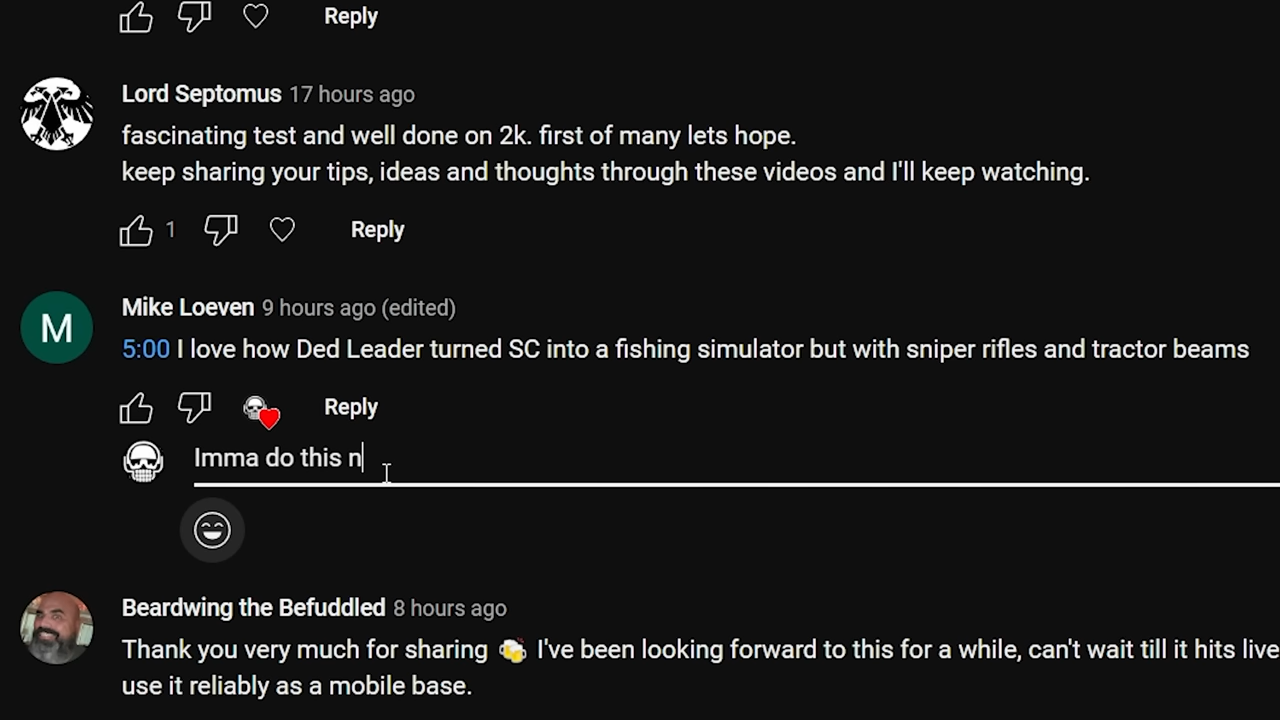 Reply
Lord Septomus 17 hours ago
fascinating test and well done on 2k. first of many lets hope.
keep sharing your tips, ideas and thoughts through these videos and I'll keep watching.
1 Reply
M
Mike Loeven 9 hours ago (edited)
5:00 I love how Ded Leader turned SC into a fishing simulator but with sniper rifles and tractor beams
Reply
Imma do this n
Beardwing the Befuddled 8 hours ago
Thank you very much for sharing 🍻 I've been looking forward to this for a while, can't wait till it hits live
use it reliably as a mobile base.